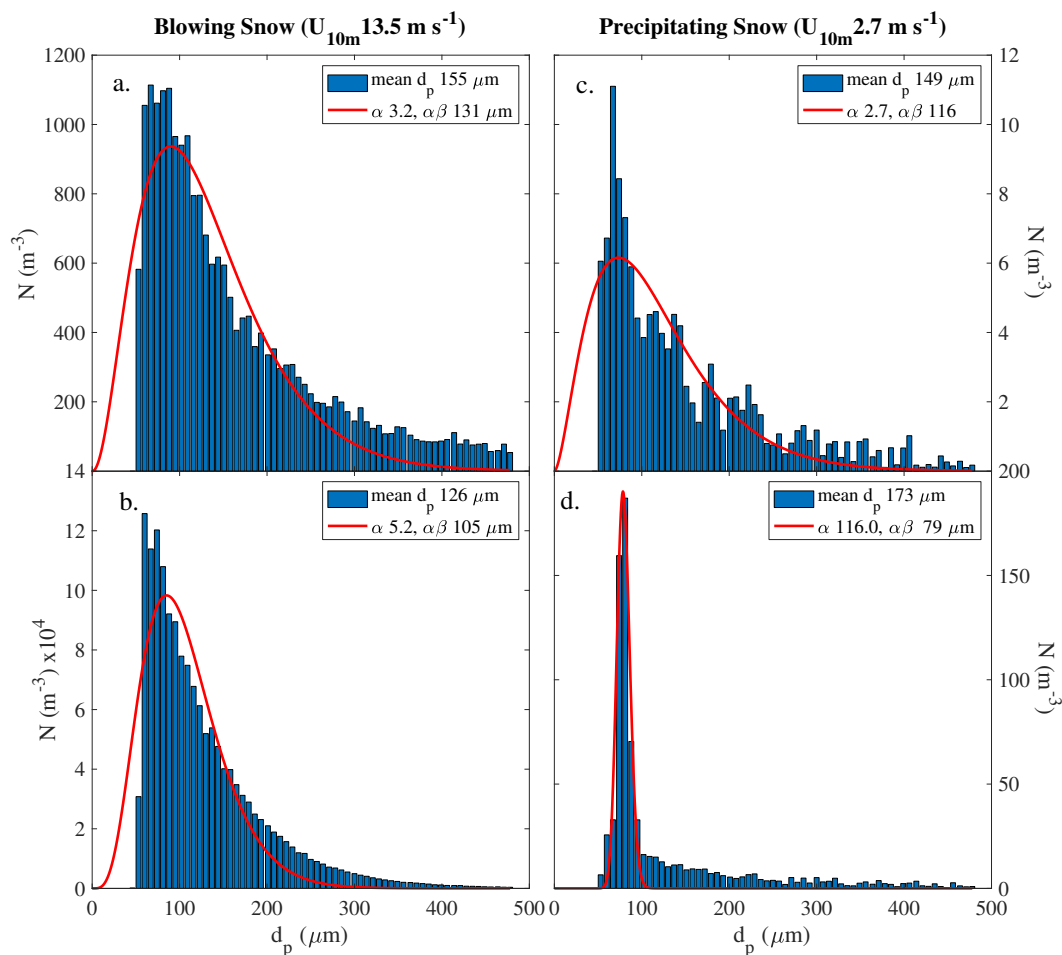 Blowing Snow (U10m 13.5 m s-1)
Precipitating Snow (U10m 2.7 m s-1)
a.
mean dp 155 μm
α 3.2, αβ 131 μm
1200
1000
800
600
400
200
14
N (m-3)
c.
mean dp 149 μm
α 2.7, αβ 116
12
10
8
6
4
2
200
N (m-3)
b.
mean dp 126 μm
α 5.2, αβ 105 μm
12
10
8
6
4
2
0
N (m-3) x104
0 100 200 300 400 500
dp (μm)
d.
mean dp 173 μm
α 116.0, αβ 79 μm
150
100
50
0
N (m-3)
0 100 200 300 400 500
dp (μm)